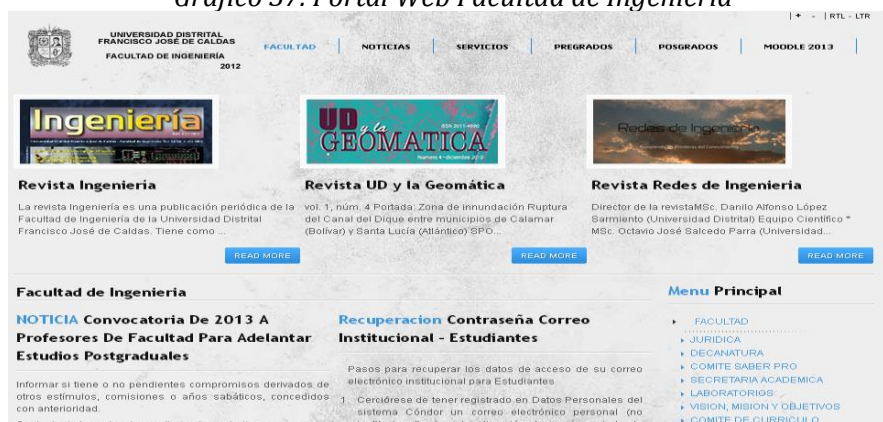 Gráfico 37. Portal Web Facultad de Ingeniería
| + - | RTL - LTR
UNIVERSIDAD DISTRITAL
FRANCISCO JOSÉ DE CALDAS
FACULTAD DE INGENIERÍA
2012
FACULTAD | NOTICIAS | SERVICIOS | PREGRADOS | POSGRADOS | MOODLE 2013 |
Ingeniería
UD y la
GEOMATICA
ISSN 2011-4990
Número 4 - diciembre 2010
Redes de Ingeniería
Revista Ingenieria
La revista Ingeniería es una publicación periódica de la
Facultad de Ingeniería de la Universidad Distrital
Francisco José de Caldas. Tiene como ...
READ MORE
Revista UD y la Geomática
vol. 1, núm. 4 Portada: Zona de innundación Ruptura
del Canal del Dique entre municipios de Calamar
(Bolívar) y Santa Lucía (Atlántico) SPO...
READ MORE
Revista Redes de Ingenieria
Director de la revistaMSc. Danilo Alfonso López
Sarmiento (Universidad Distrital) Equipo Científico *
MSc. Octavio José Salcedo Parra (Universidad...
READ MORE
Facultad de Ingenieria
NOTICIA Convocatoria De 2013 A
Profesores De Facultad Para Adelantar
Estudios Postgraduales
Informar si tiene o no pendientes compromisos derivados de
otros estímulos, comisiones o años sabáticos, concedidos
con anterioridad.
Recuperacion Contraseña Correo
Institucional - Estudiantes
Pasos para recuperar los datos de acceso de su correo
electrónico institucional para Estudiantes
1. Cerciórese de tener registrado en Datos Personales del
sistema Cóndor un correo electrónico personal (no
Menu Principal
FACULTAD
JURIDICA
DECANATURA
COMITE SABER PRO
SECRETARIA ACADEMICA
LABORATORIOS
VISION, MISION Y OBJETIVOS
COMITE DE CURRICULO